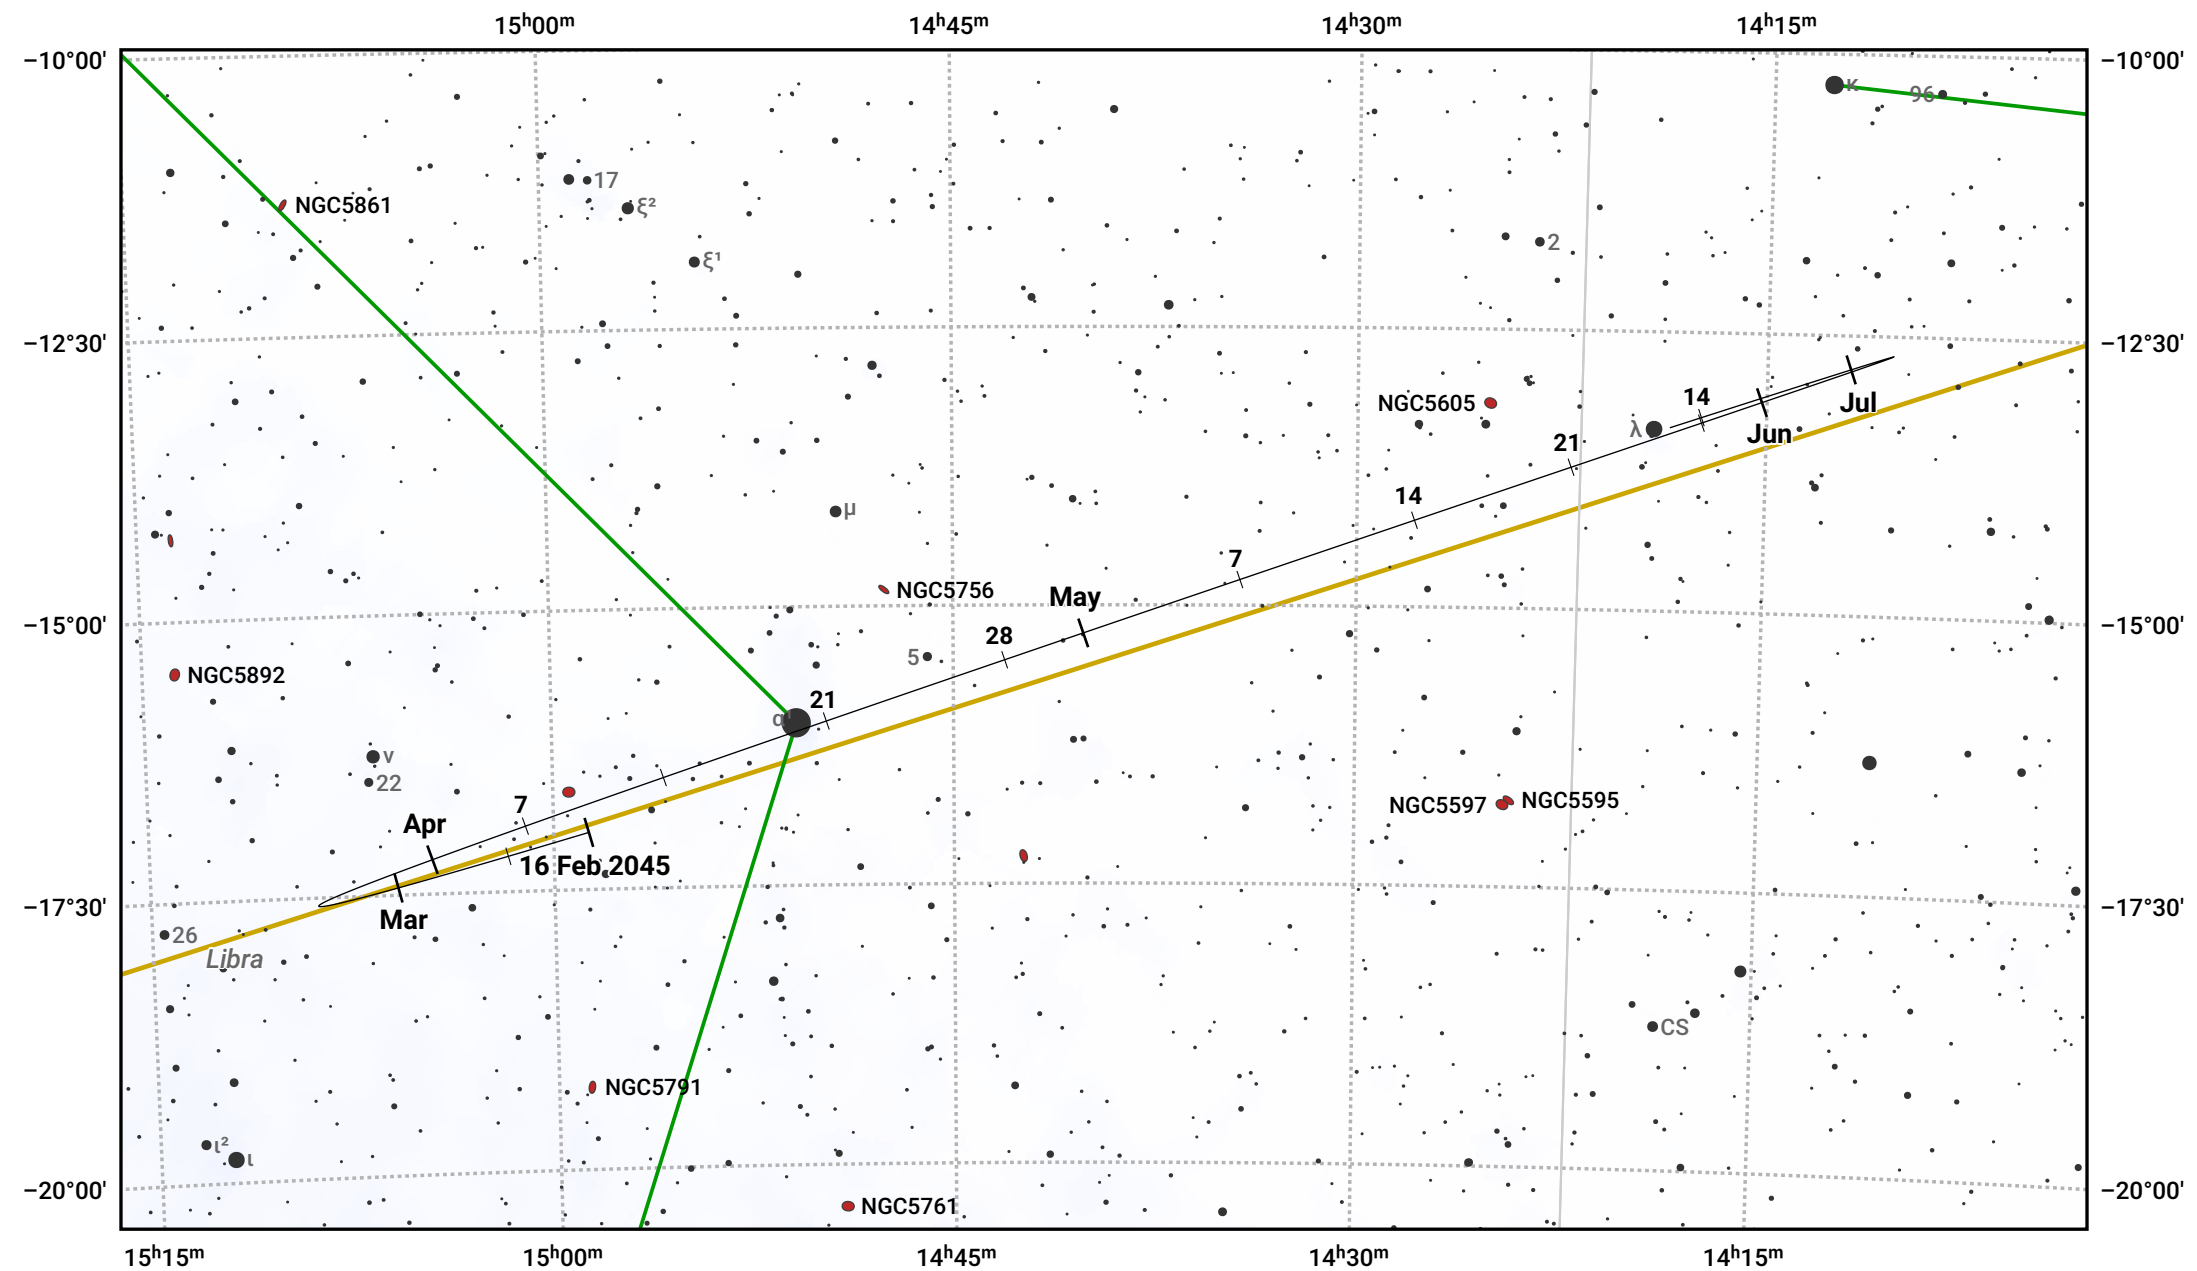 15ʰ00ᵐ 14ʰ45ᵐ 14ʰ30ᵐ 14ʰ15ᵐ
−10°00' −10°00'
κ 96
17
NGC5861 ξ²
2
ξ¹
−12°30' −12°30'
14
NGC5605 Jul
λ Jun
21
14
μ
7
NGC5756
May
−15°00' −15°00'
28
5
NGC5892
21
α¹
ν
22
7 NGC5595
NGC5597
Apr
16 Feb 2045
−17°30' −17°30'
Mar
26
Libra
CS
NGC5791
ι²
ι
−20°00' −20°00'
NGC5761
15ʰ15ᵐ 15ʰ00ᵐ 14ʰ45ᵐ 14ʰ30ᵐ 14ʰ15ᵐ